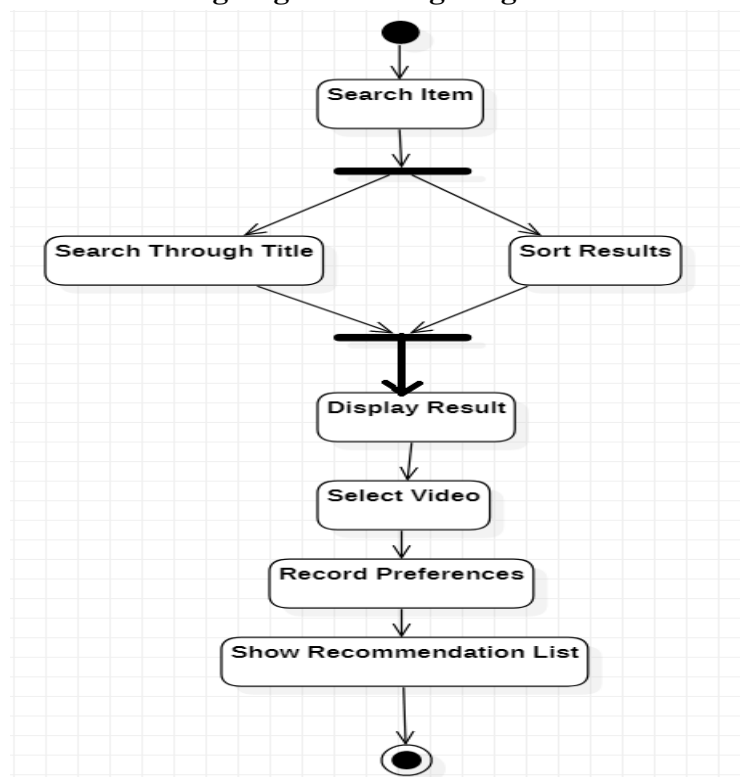 Search Item
Search Through Title
Sort Results
Display Result
Select Video
Record Preferences
Show Recommendation List